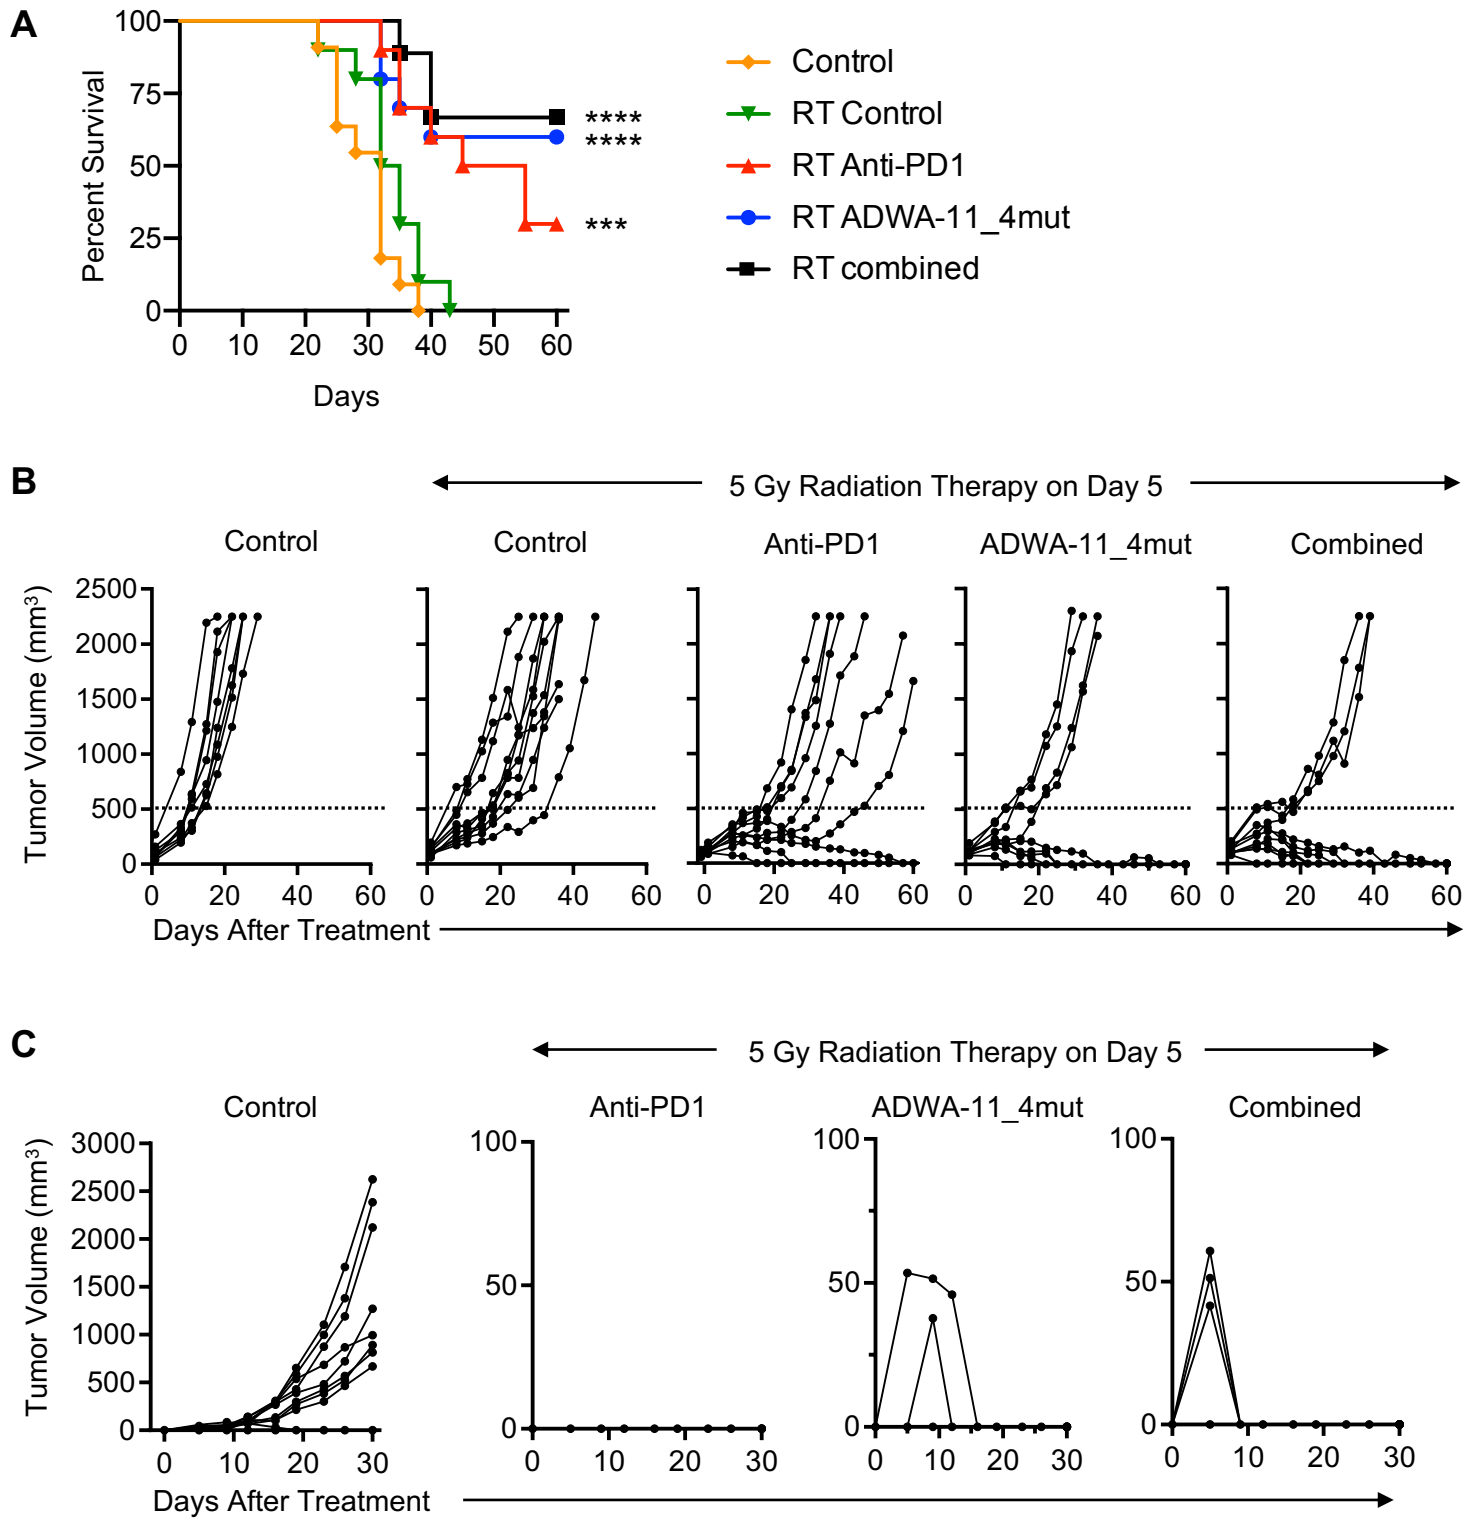 A
100
75
50
25
0
Percent Survival
0 10 20 30 40 50 60
Days
****
****
***
Control
RT Control
RT Anti-PD1
RT ADWA-11_4mut
RT combined
B
5 Gy Radiation Therapy on Day 5
Control Control Anti-PD1 ADWA-11_4mut Combined
Tumor Volume (mm³)
2500
2000
1500
1000
500
0
0 20 40 60 0 20 40 60 0 20 40 60 0 20 40 60 0 20 40 60
Days After Treatment
C
5 Gy Radiation Therapy on Day 5
Control Anti-PD1 ADWA-11_4mut Combined
Tumor Volume (mm³)
3000
2500
2000
1500
1000
500
0
100
50
0
100
50
0
100
50
0
0 10 20 30 0 10 20 30 0 10 20 30 0 10 20 30
Days After Treatment